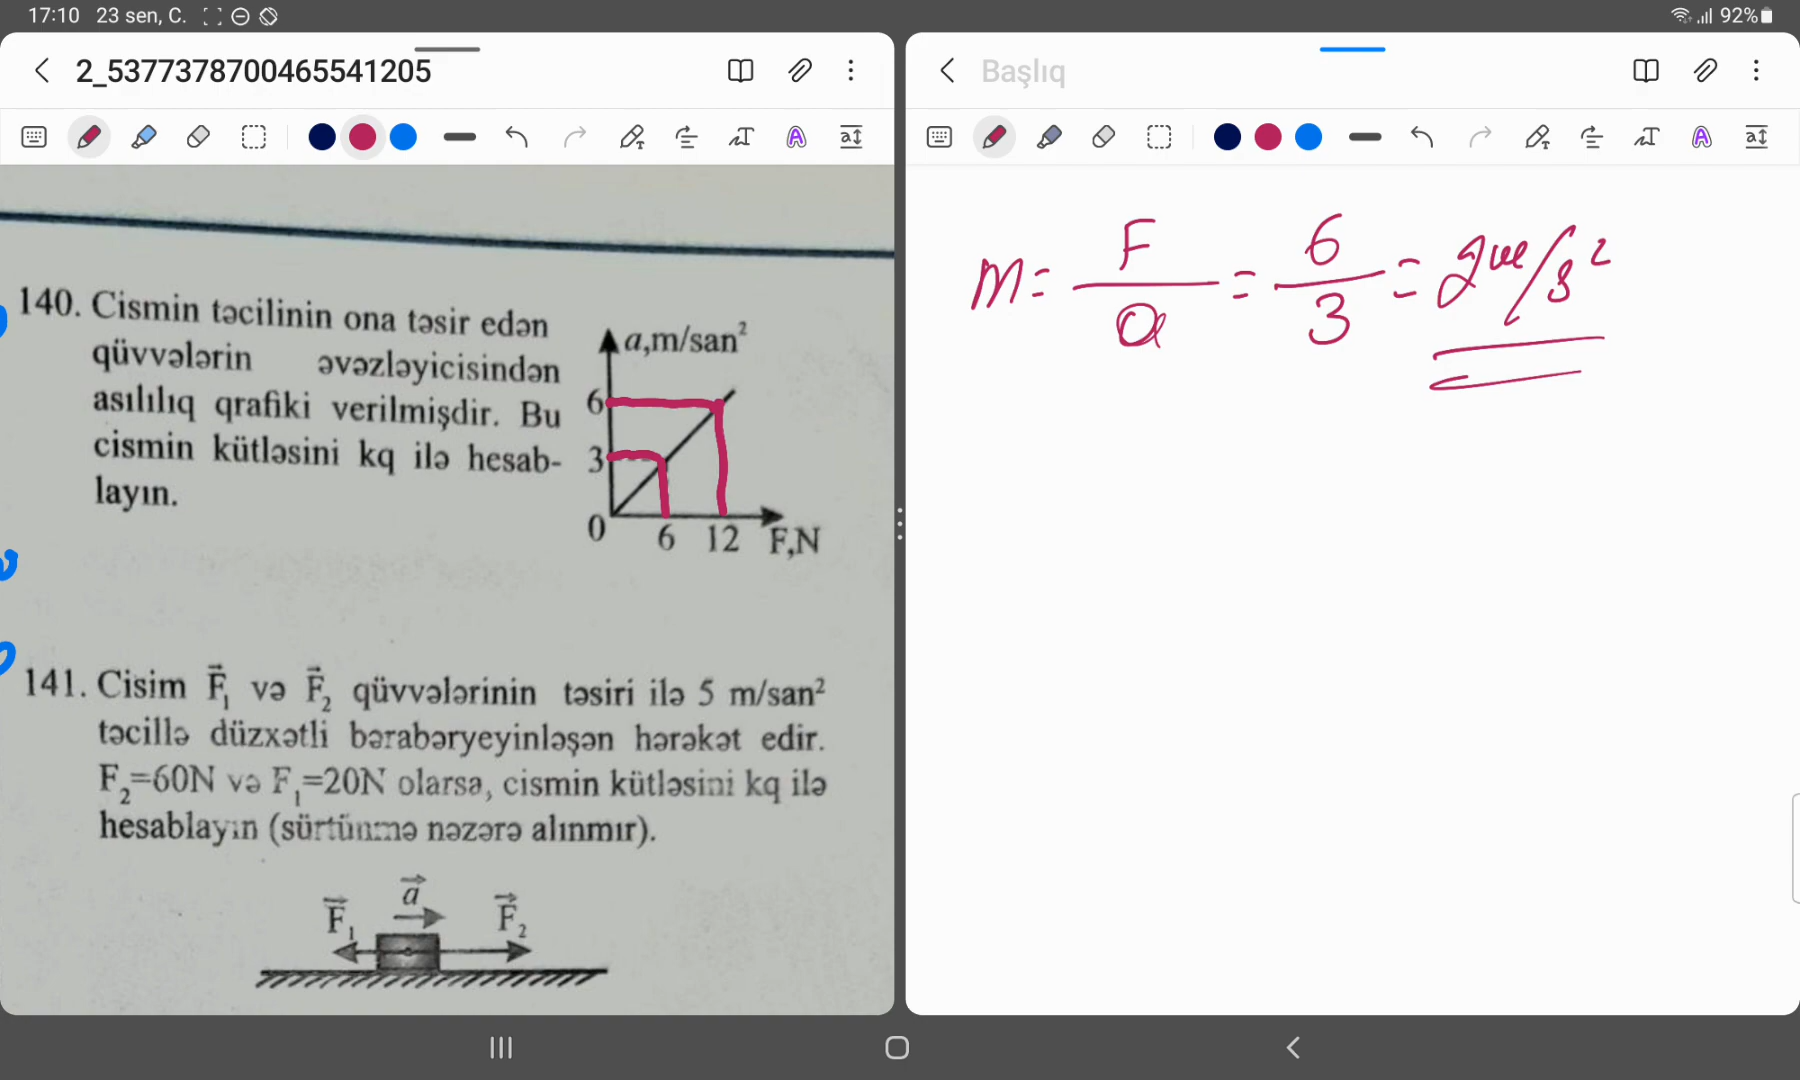 17:10 23 sen, C. 92%
2_5377378700465541205
Başlıq
140. Cismin təcilinin ona təsir edən
qüvvələrin əvəzləyicisindən
asılılıq qrafiki verilmişdir. Bu
cismin kütləsini kq ilə hesab-
layın.
a,m/san²
6
3
0 6 12 F,N
141. Cisim F₁ və F₂ qüvvələrinin təsiri ilə 5 m/san²
təcillə düzxətli bərabəryeyinləşən hərəkət edir.
F₂=60N və F₁=20N olarsa, cismin kütləsini kq ilə
hesablayın (sürtünmə nəzərə alınmır).
F₁ a F₂
m = F/a = 6/3 = 2m/s²